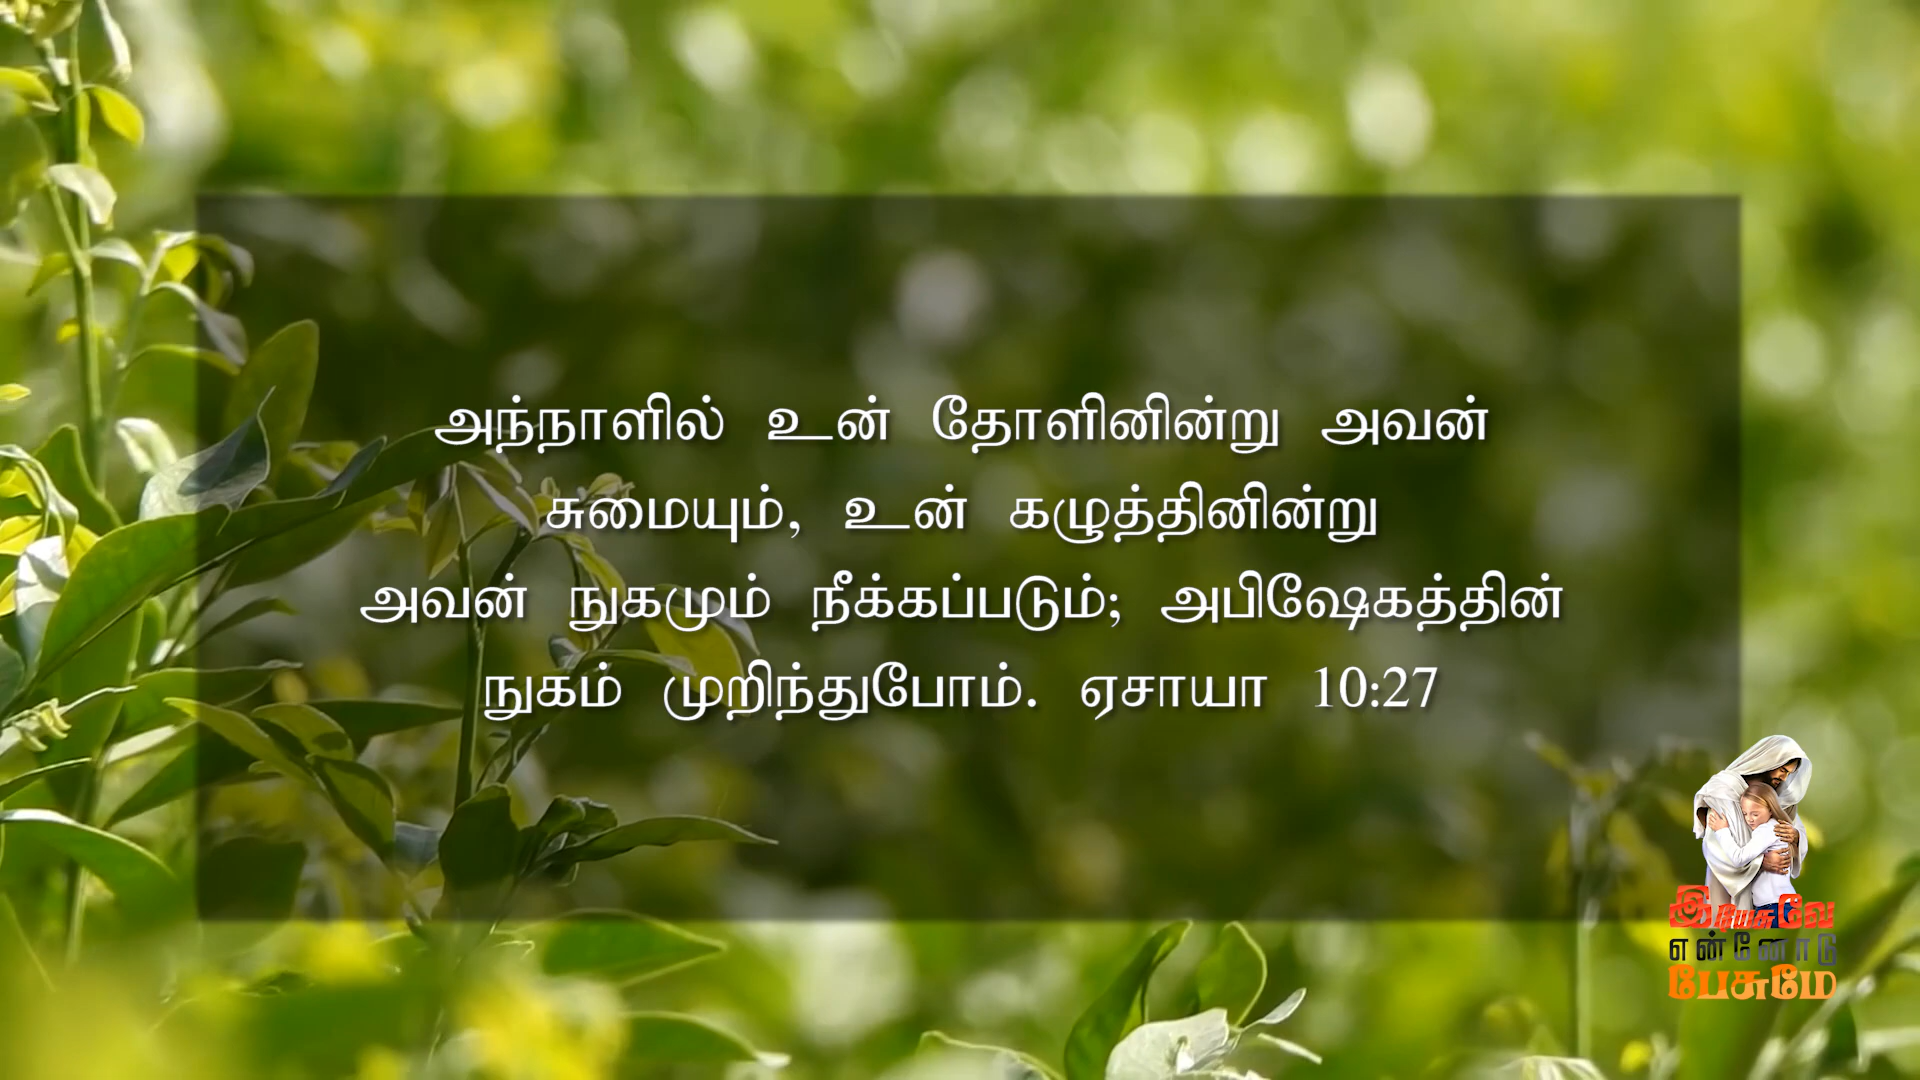 அந்நாளில் உன் தோளினின்று அவன்
சுமையும், உன் கழுத்தினின்று
அவன் நுகமும் நீக்கப்படும்; அபிஷேகத்தின்
நுகம் முறிந்துபோம். ஏசாயா 10:27
இயேசுவே
என்னோடு
பேசுமே